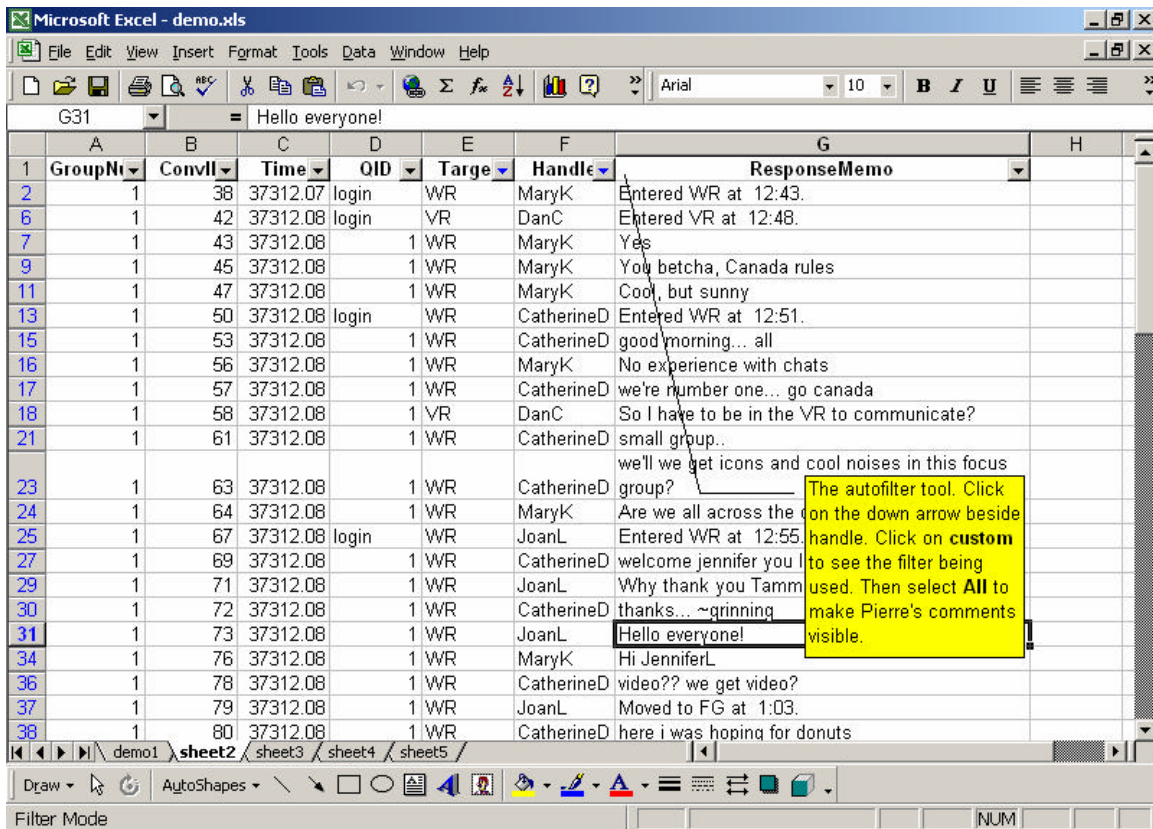 Microsoft Excel - demo.xls
File Edit View Insert Format Tools Data Window Help
Arial 10 B I U
G31 = Hello everyone!
A B C D E F G H
1 GroupNu ConvII Time QID Targe Handle ResponseMemo
2 1 38 37312.07 login WR MaryK Entered WR at 12:43.
6 1 42 37312.08 login VR DanC Entered VR at 12:48.
7 1 43 37312.08 1 WR MaryK Yes
9 1 45 37312.08 1 WR MaryK You betcha, Canada rules
11 1 47 37312.08 1 WR MaryK Cool, but sunny
13 1 50 37312.08 login WR CatherineD Entered WR at 12:51.
15 1 53 37312.08 1 WR CatherineD good morning... all
16 1 56 37312.08 1 WR MaryK No experience with chats
17 1 57 37312.08 1 WR CatherineD we're number one... go canada
18 1 58 37312.08 1 VR DanC So I have to be in the VR to communicate?
21 1 61 37312.08 1 WR CatherineD small group..
we'll we get icons and cool noises in this focus
23 1 63 37312.08 1 WR CatherineD group?
24 1 64 37312.08 1 WR MaryK Are we all across the
25 1 67 37312.08 login WR JoanL Entered WR at 12:55.
27 1 69 37312.08 1 WR CatherineD welcome jennifer you
29 1 71 37312.08 1 WR JoanL Why thank you Tamm
30 1 72 37312.08 1 WR CatherineD thanks... ~grinning
31 1 73 37312.08 1 WR JoanL Hello everyone!
34 1 76 37312.08 1 WR MaryK Hi JenniferL
36 1 78 37312.08 1 WR CatherineD video?? we get video?
37 1 79 37312.08 1 WR JoanL Moved to FG at 1:03.
38 1 80 37312.08 1 WR CatherineD here i was hoping for donuts
The autofilter tool. Click
on the down arrow beside
handle. Click on custom
to see the filter being
used. Then select All to
make Pierre's comments
visible.
demo1 sheet2 sheet3 sheet4 sheet5
Draw AutoShapes
Filter Mode NUM